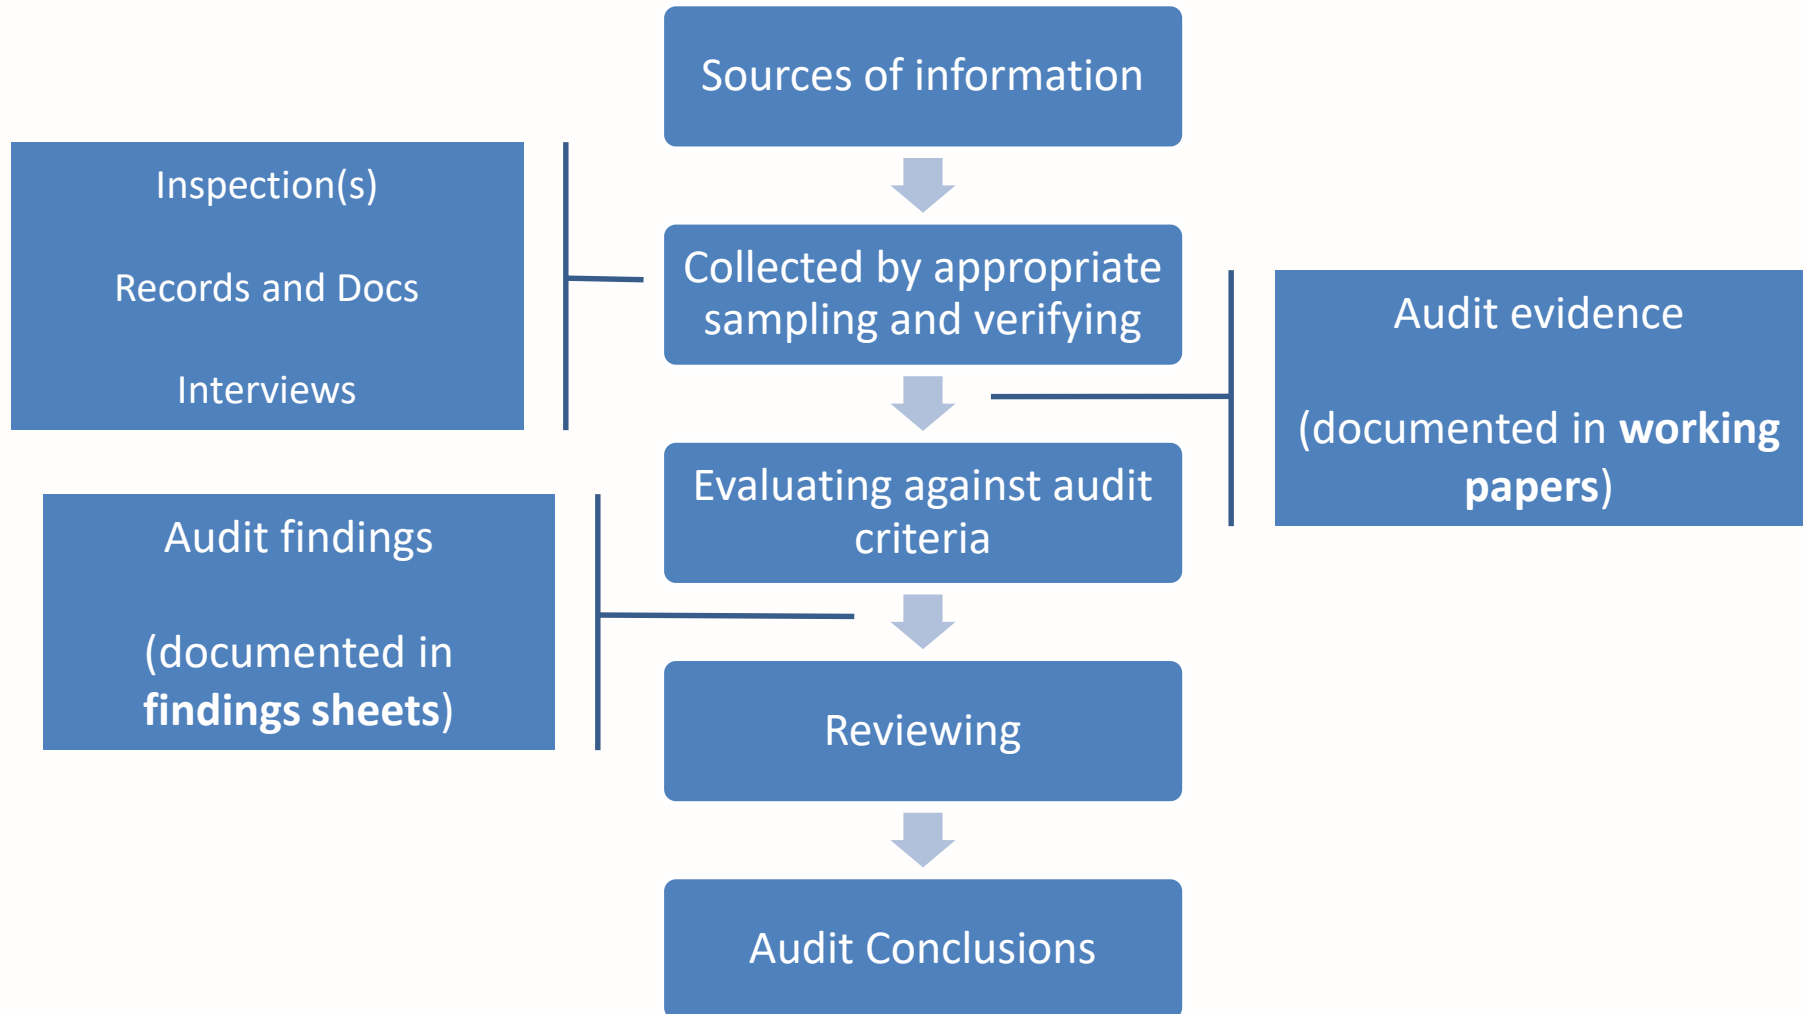 Sources of information
Inspection(s)
Records and Docs
Interviews
Collected by appropriate
sampling and verifying
Audit evidence
(documented in working
papers)
Evaluating against audit
criteria
Audit findings
(documented in
findings sheets)
Reviewing
Audit Conclusions